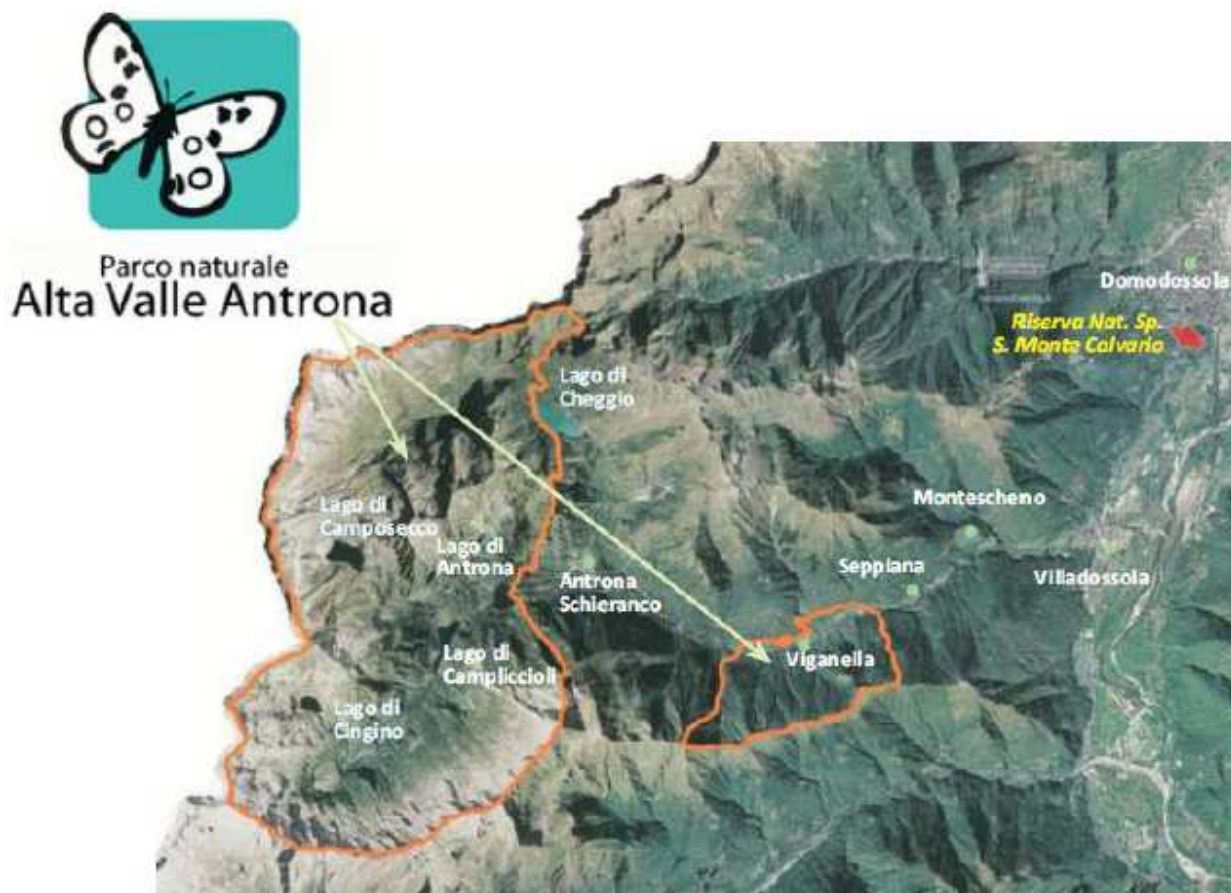 Parco naturale
Alta Valle Antrona
Domodossola
Riserva Nat. Sp.
S. Monte Calvario
Lago di
Cheggio
Lago di
Camposecco
Montescheno
Lago di
Antrona
Antrona
Schieranco
Seppiana
Villadossola
Viganella
Lago di
Campliccioli
Lago di
Cingino